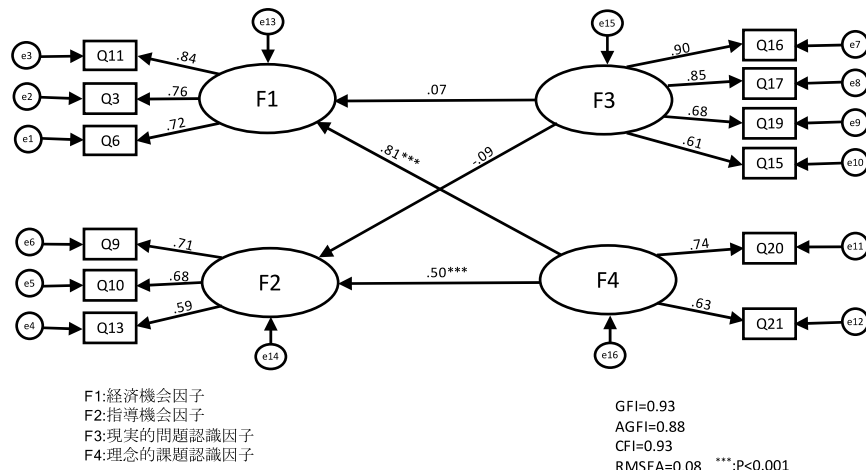 e13
e15
e3 Q11 .84
e2 Q3 .76 F1
e1 Q6 .72
.07
F3 .90 Q16 e7
.85 Q17 e8
.68 Q19 e9
.61 Q15 e10
.81***
-.09
e6 Q9 .71
e5 Q10 .68 F2
e4 Q13 .59
.50***
F4 .74 Q20 e11
.63 Q21 e12
e14
e16
F1:経済機会因子
F2:指導機会因子
F3:現実的問題認識因子
F4:理念的課題認識因子
GFI=0.93
AGFI=0.88
CFI=0.93
RMSEA=0.08 ***:P<0.001